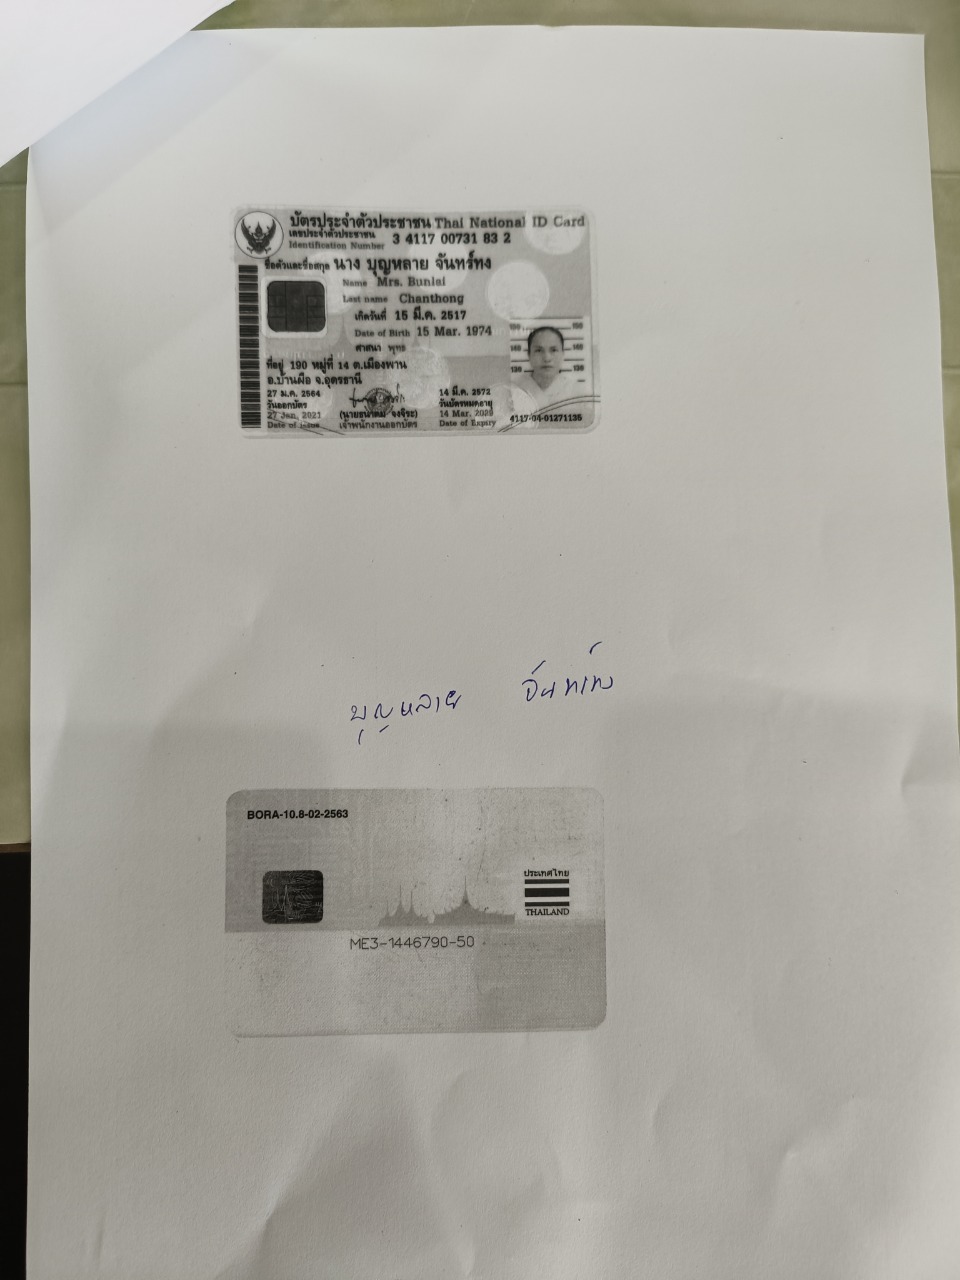 บัตรประจำตัวประชาชน Thai National ID Card
เลขประจำตัวประชาชน
Identification Number 3 4117 00731 83 2
ชื่อตัวและชื่อสกุล นาง บุญหลาย จันทร์ทง
Name Mrs. Bunlai
Last name Chanthong
เกิดวันที่ 15 มี.ค. 2517
Date of Birth 15 Mar. 1974
ศาสนา พุทธ
ที่อยู่ 190 หมู่ที่ 14 ต.เมืองพาน
อ.บ้านผือ จ.อุดรธานี
27 ม.ค. 2564
วันออกบัตร
27 Jan. 2021
Date of Issue
เจ้าพนักงานออกบัตร
14 มี.ค. 2572
วันบัตรหมดอายุ
14 Mar. 2029
Date of Expiry
4117-04-01271135
บุญหลาย
BORA-10.8-02-2563
ประเทศไทย
THAILAND
ME3-1446790-50